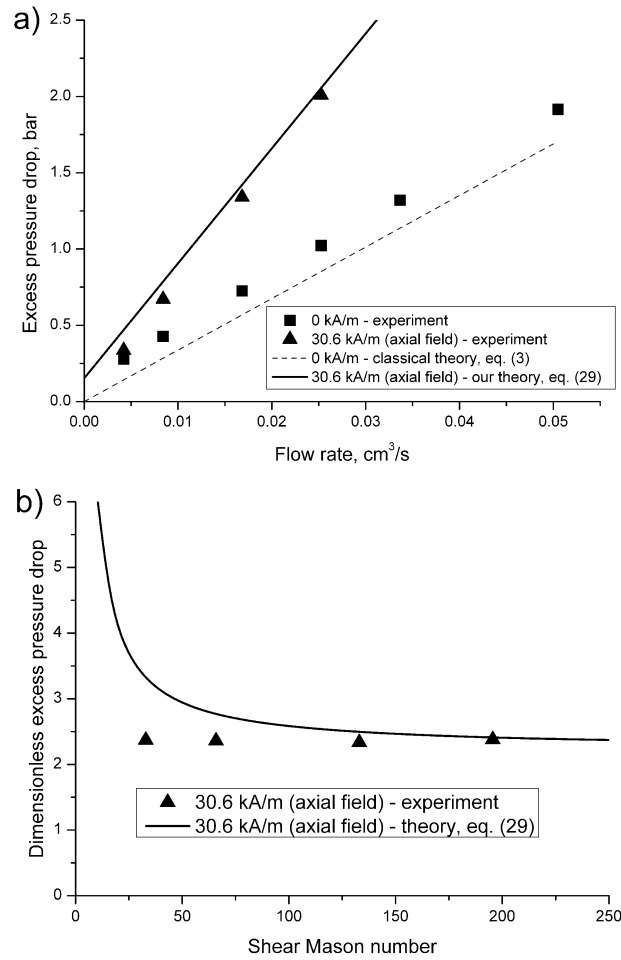 a)
2.5
2.0
1.5
1.0
0.5
0.0
Excess pressure drop, bar
0 kA/m - experiment
30.6 kA/m (axial field) - experiment
0 kA/m - classical theory, eq. (3)
30.6 kA/m (axial field) - our theory, eq. (29)
0.00 0.01 0.02 0.03 0.04 0.05
Flow rate, cm³/s
b)
6
5
4
3
2
1
0
Dimensionless excess pressure drop
30.6 kA/m (axial field) - experiment
30.6 kA/m (axial field) - theory, eq. (29)
0 50 100 150 200 250
Shear Mason number